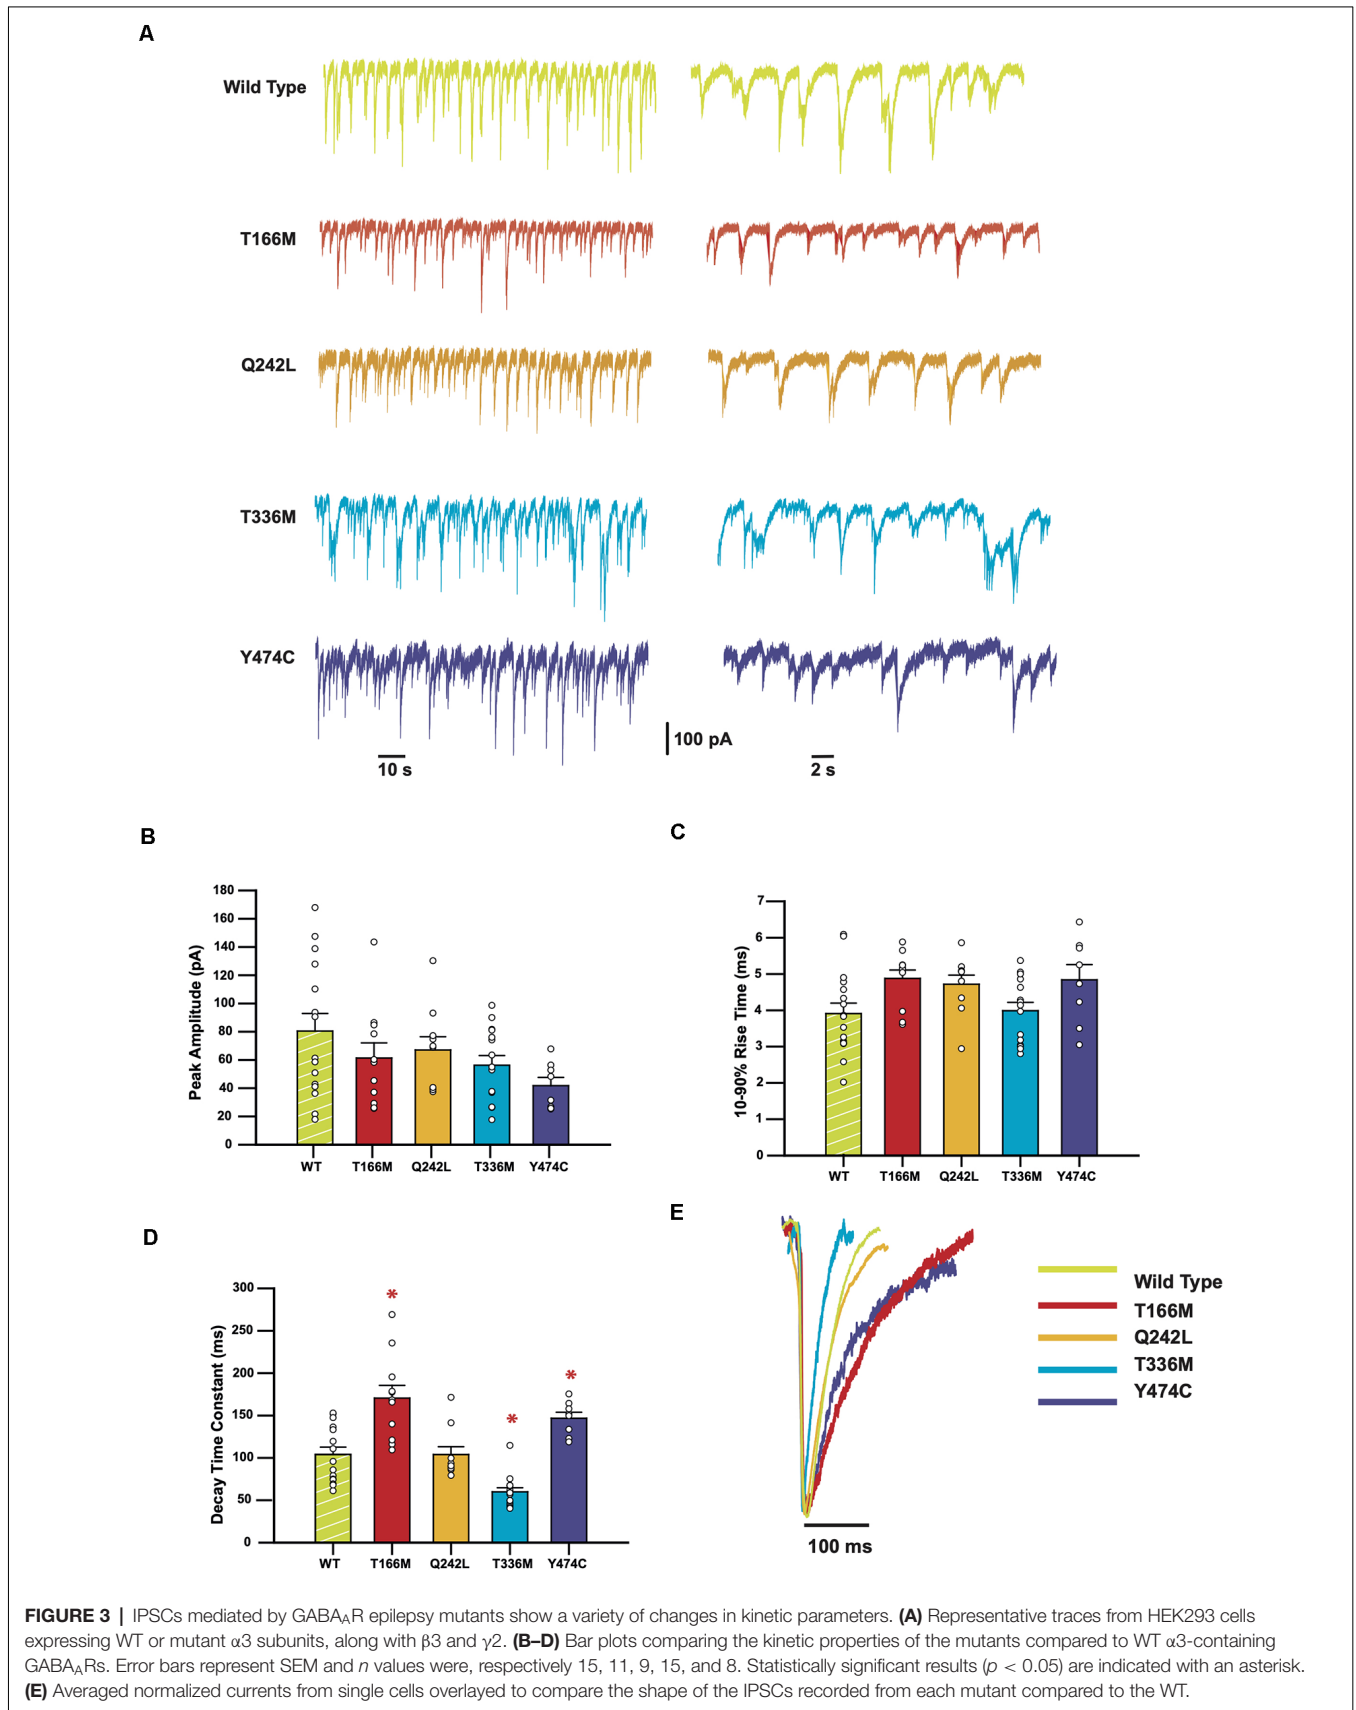 A
Wild Type
T166M
Q242L
T336M
Y474C
100 pA
10 s
2 s
B
Peak Amplitude (pA)
180
160
140
120
100
80
60
40
20
0
WT T166M Q242L T336M Y474C
C
10-90% Rise Time (ms)
7
6
5
4
3
2
1
0
WT T166M Q242L T336M Y474C
D
Decay Time Constant (ms)
300
250
200
150
100
50
0
* * *
WT T166M Q242L T336M Y474C
E
100 ms
Wild Type
T166M
Q242L
T336M
Y474C
FIGURE 3 | IPSCs mediated by GABAAR epilepsy mutants show a variety of changes in kinetic parameters. (A) Representative traces from HEK293 cells
expressing WT or mutant α3 subunits, along with β3 and γ2. (B–D) Bar plots comparing the kinetic properties of the mutants compared to WT α3-containing
GABAARs. Error bars represent SEM and n values were, respectively 15, 11, 9, 15, and 8. Statistically significant results (p < 0.05) are indicated with an asterisk.
(E) Averaged normalized currents from single cells overlayed to compare the shape of the IPSCs recorded from each mutant compared to the WT.